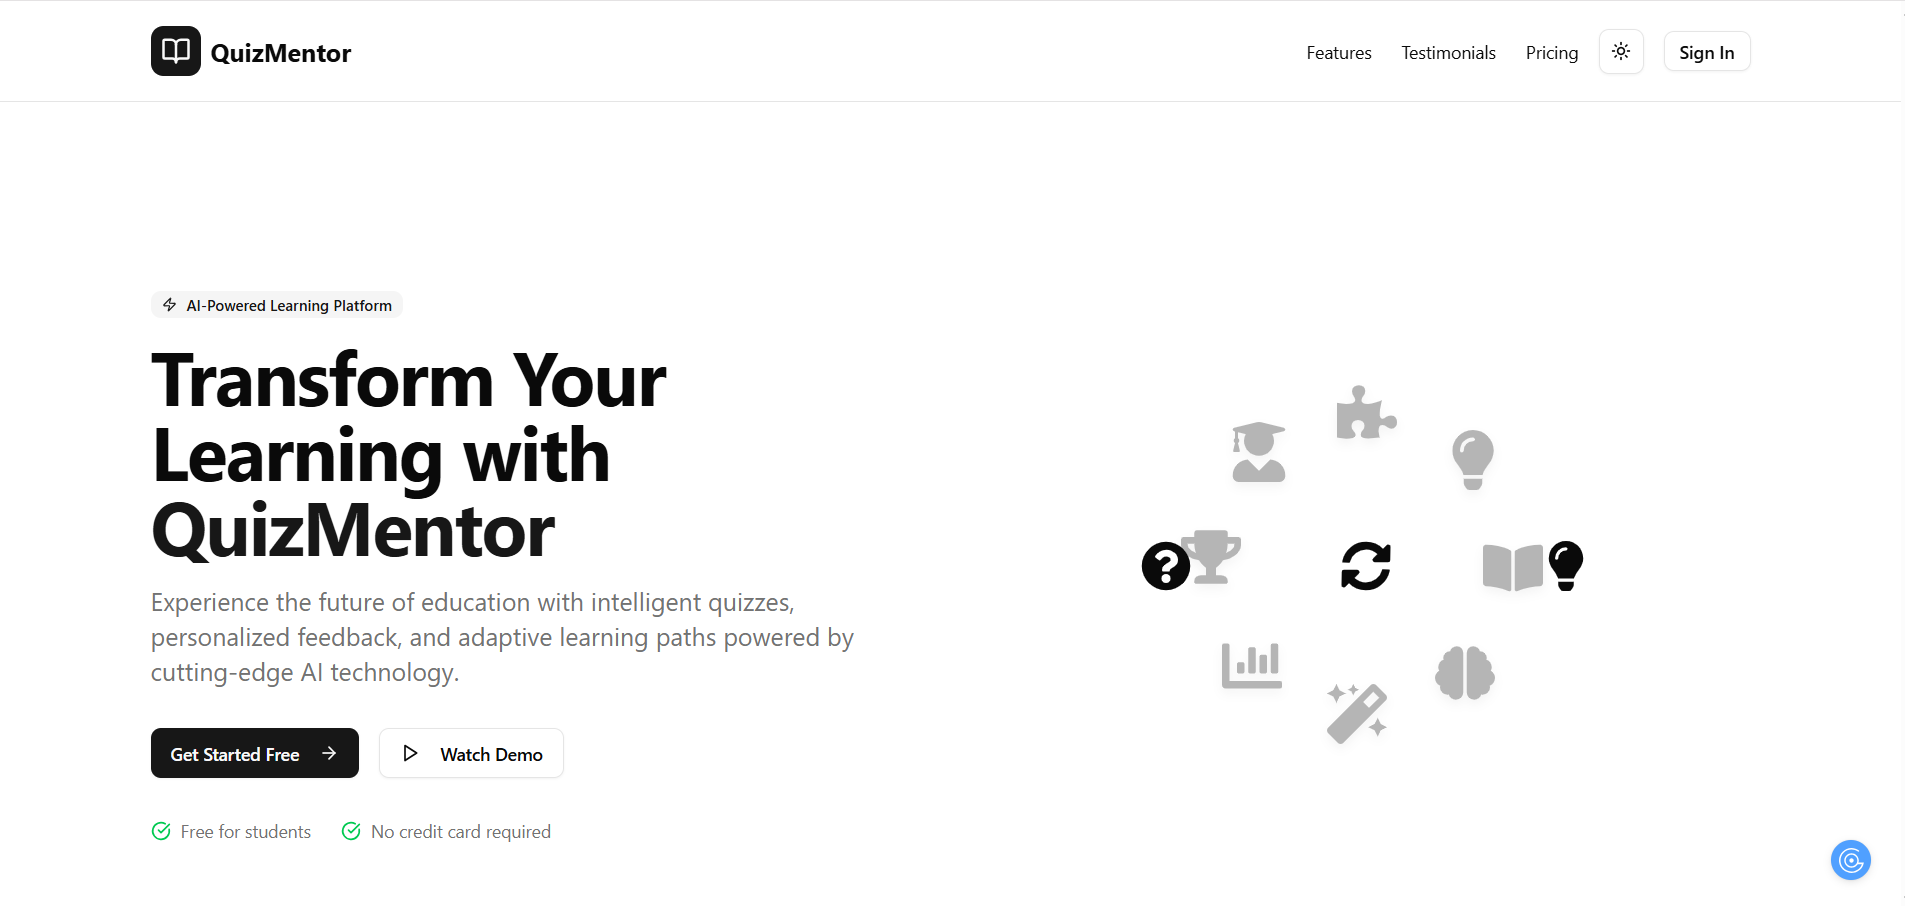 QuizMentor
Features
Testimonials
Pricing
Sign In
AI-Powered Learning Platform
Transform Your
Learning with
QuizMentor
Experience the future of education with intelligent quizzes,
personalized feedback, and adaptive learning paths powered by
cutting-edge AI technology.
Get Started Free
Watch Demo
Free for students
No credit card required